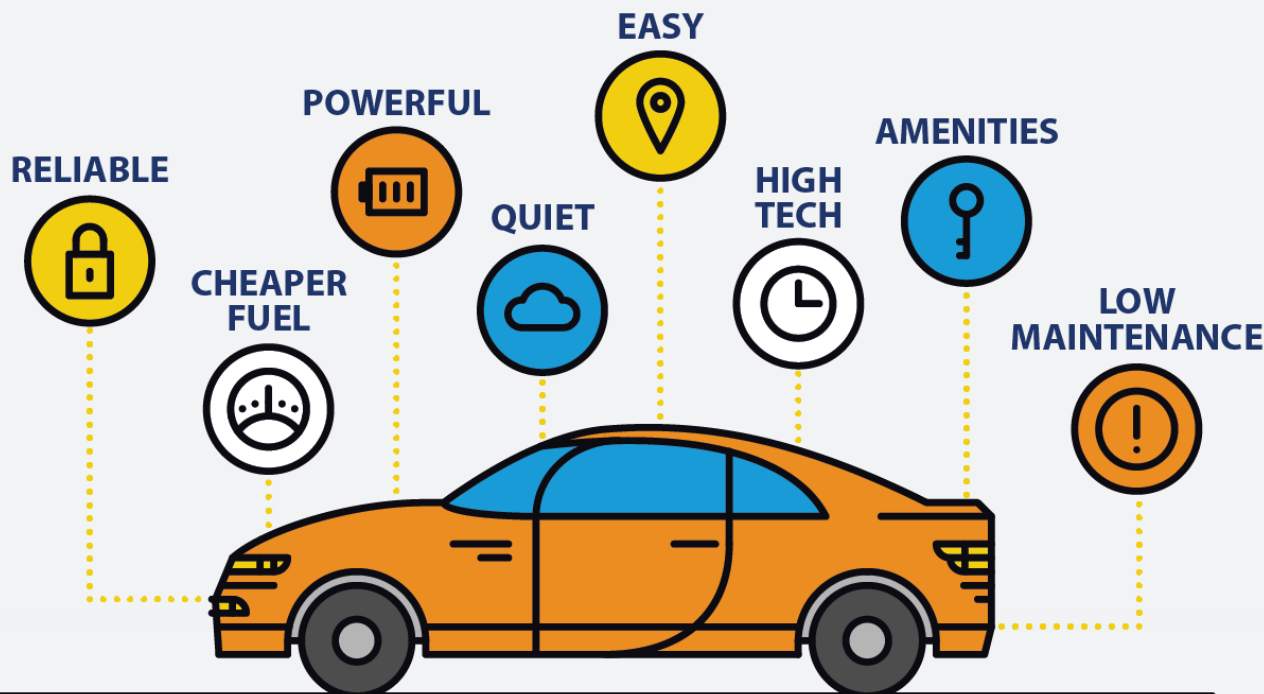 EASY
POWERFUL
AMENITIES
RELIABLE
HIGH
TECH
QUIET
CHEAPER
FUEL
LOW
MAINTENANCE